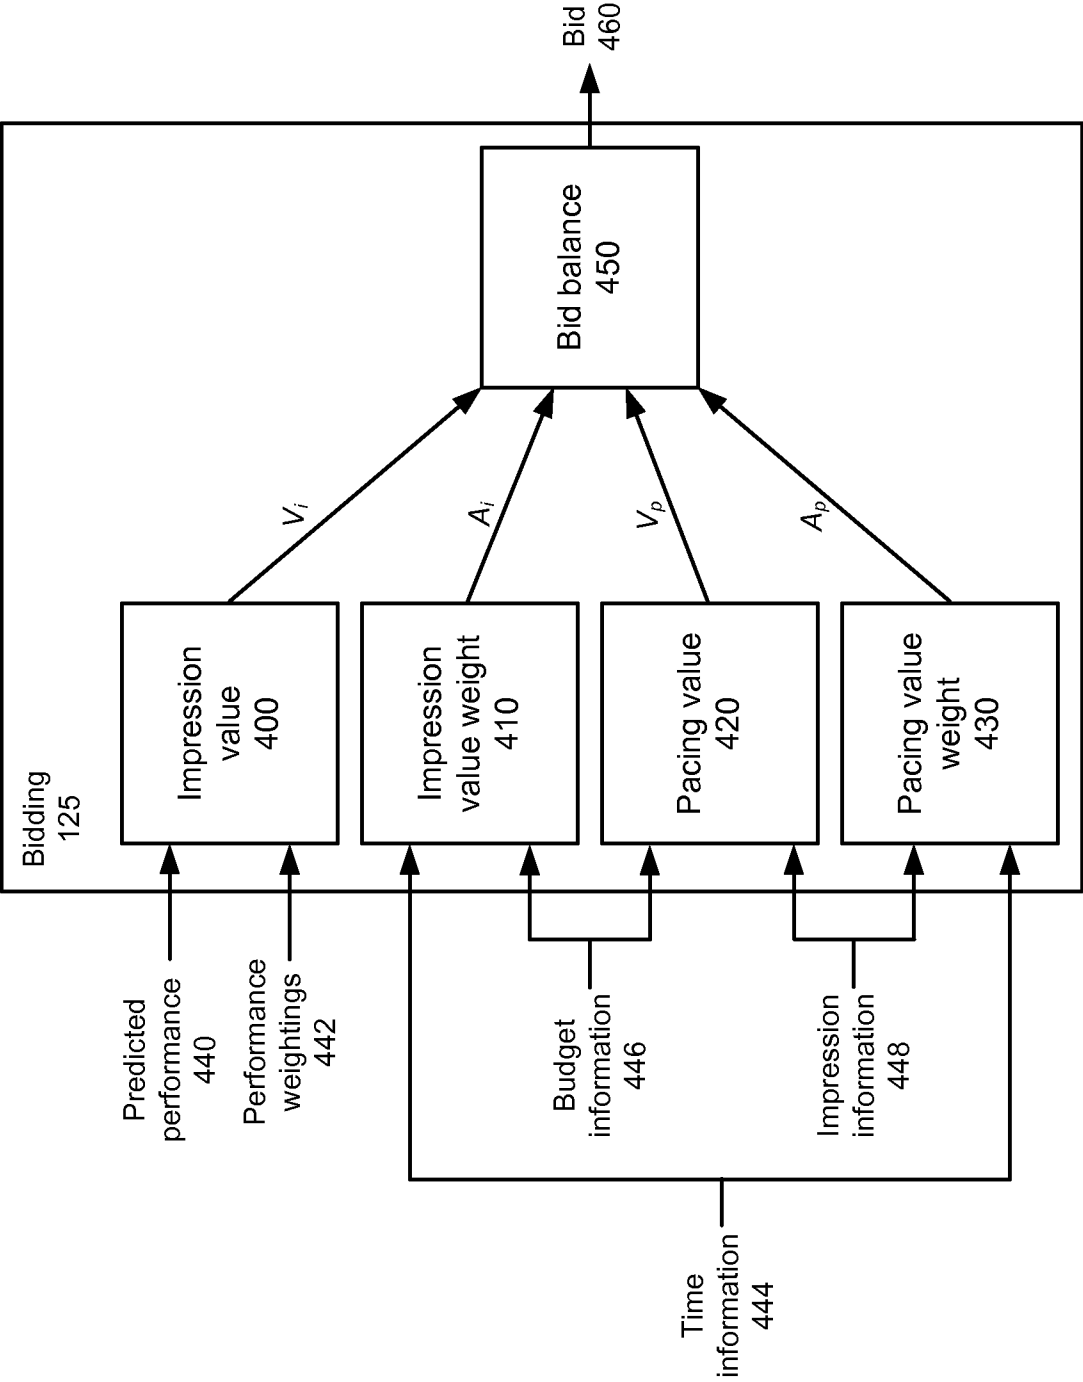 Bidding
125
Predicted
performance
440
Performance
weightings
442
Time
information
444
Budget
information
446
Impression
information
448
Impression
value
400
Impression
value weight
410
Pacing value
420
Pacing value
weight
430
Vi
Ai
Vp
Ap
Bid balance
450
Bid
460